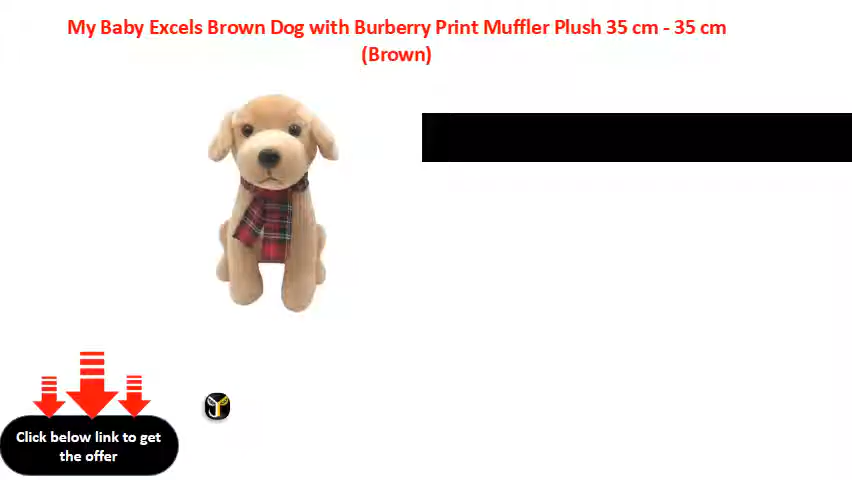 My Baby Excels Brown Dog with Burberry Print Muffler Plush 35 cm - 35 cm
(Brown)
Click below link to get
the offer